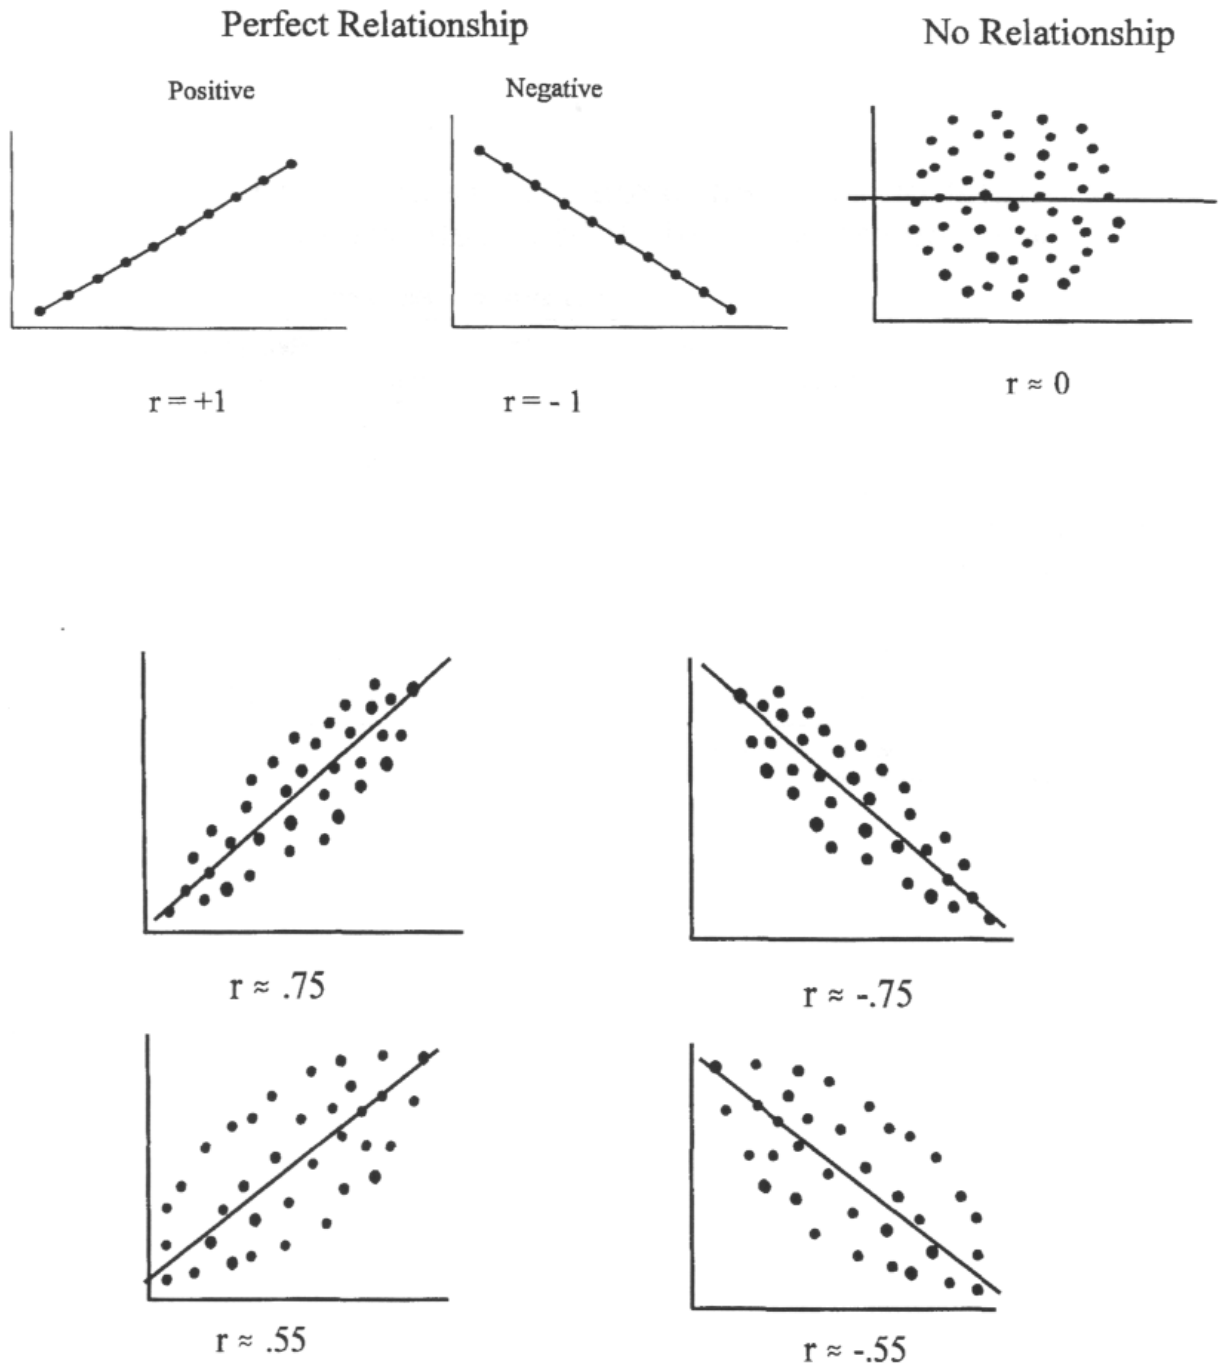 Perfect Relationship
No Relationship
Positive
Negative
r = +1
r = - 1
r ≈ 0
r ≈ .75
r ≈ -.75
r ≈ .55
r ≈ -.55